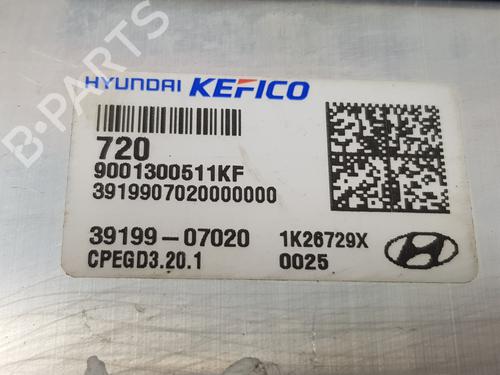 B-PARTS
HYUNDAI KEFICO
720
9001300511KF
3919907020000000
39199-07020 1K26729X
CPEGD3.20.1 0025